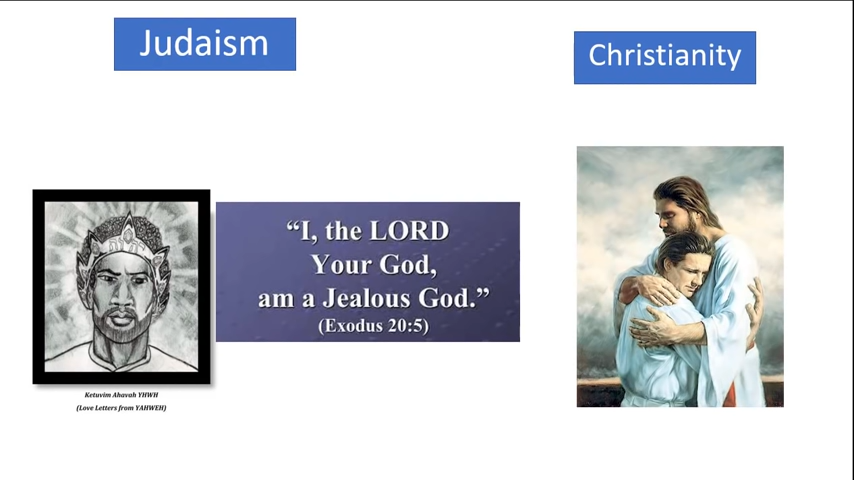 Judaism
Christianity
“I, the LORD
Your God,
am a Jealous God.”
(Exodus 20:5)
Ketuvim Ahavah YHWH
(Love Letters from YAHWEH)